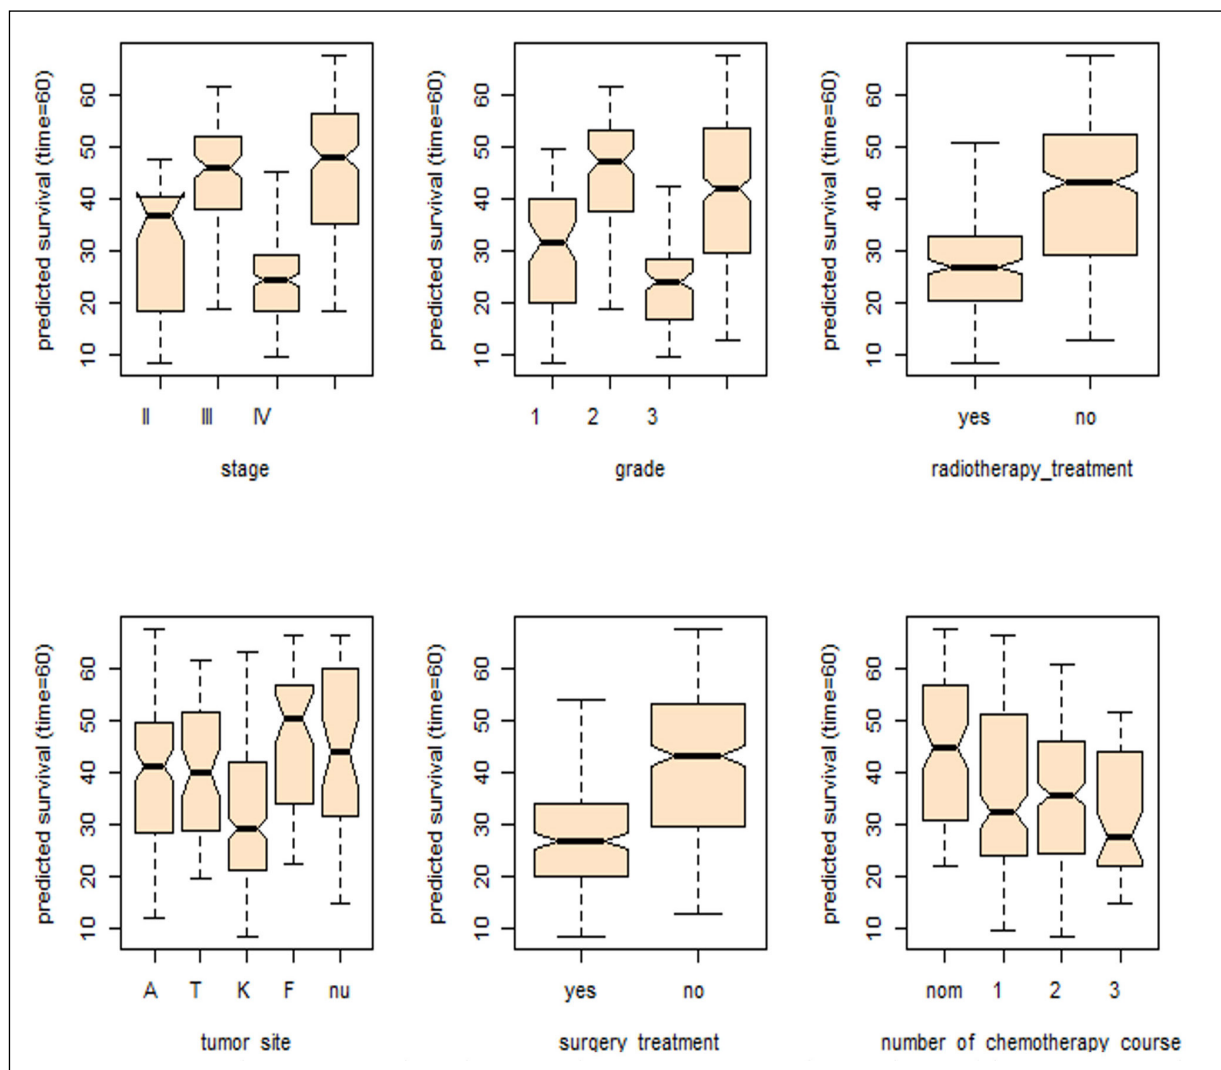 predicted survival (time=60)
10 20 30 40 50 60
II III IV
stage
predicted survival (time=60)
10 20 30 40 50 60
1 2 3
grade
predicted survival (time=60)
10 20 30 40 50 60
yes no
radiotherapy_treatment
predicted survival (time=60)
10 20 30 40 50 60
A T K F nu
tumor site
predicted survival (time=60)
10 20 30 40 50 60
yes no
surgery treatment
predicted survival (time=60)
10 20 30 40 50 60
nom 1 2 3
number of chemotherapy course